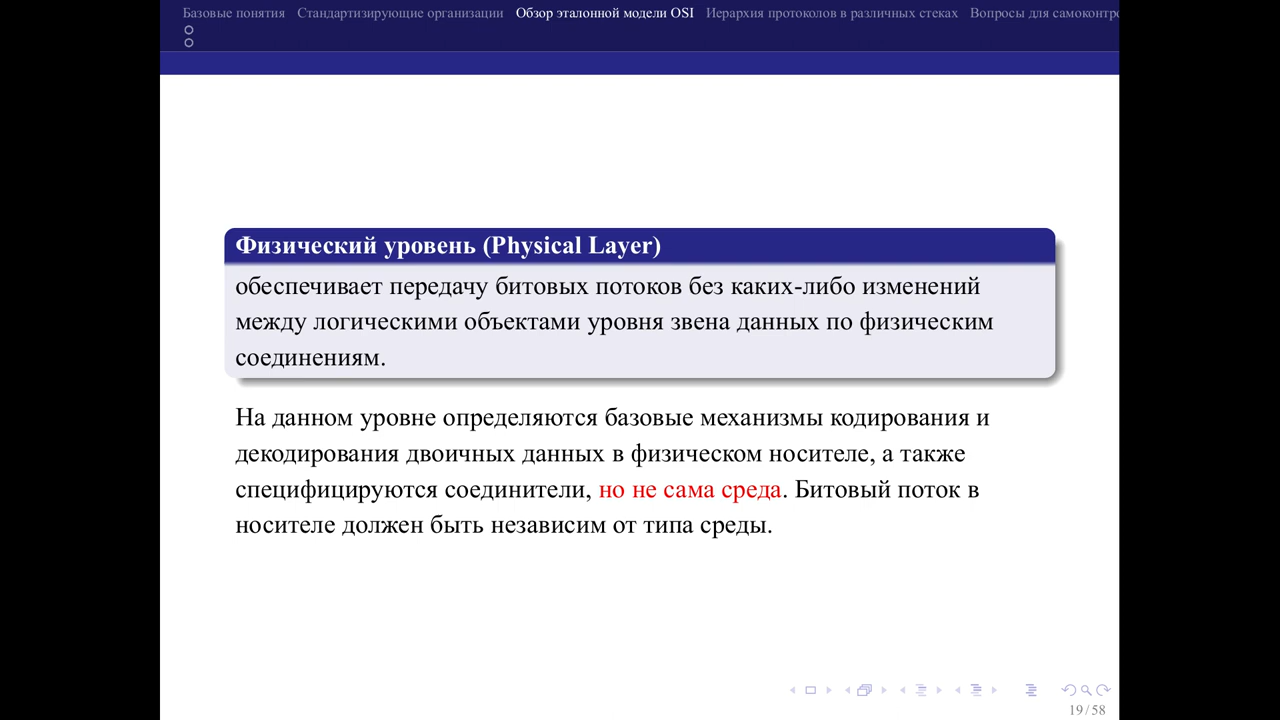 Базовые понятия Стандартизирующие организации Обзор эталонной модели OSI Иерархия протоколов в различных стеках Вопросы для самоконтро
Физический уровень (Physical Layer)
обеспечивает передачу битовых потоков без каких-либо изменений
между логическими объектами уровня звена данных по физическим
соединениям.
На данном уровне определяются базовые механизмы кодирования и
декодирования двоичных данных в физическом носителе, а также
специфицируются соединители, но не сама среда. Битовый поток в
носителе должен быть независим от типа среды.
19 / 58